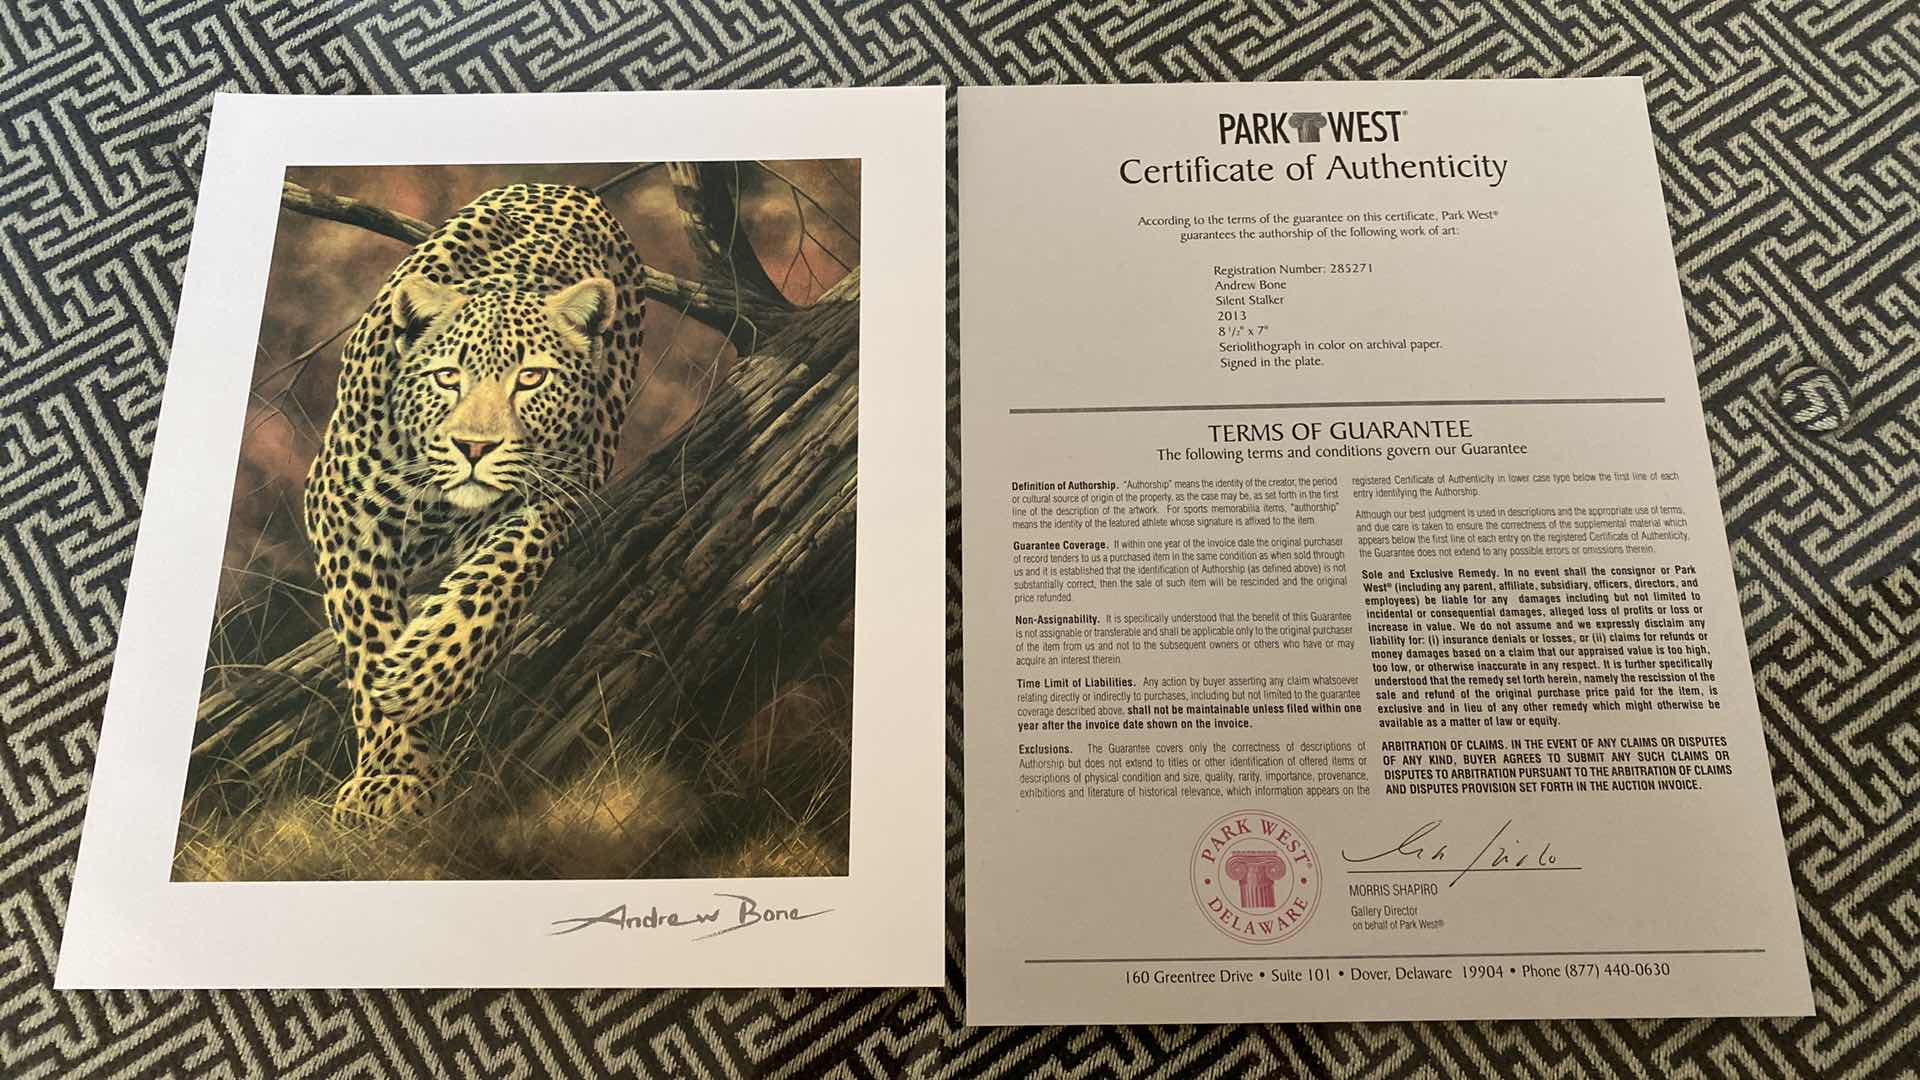 Andrew Bone
PARK WEST®
Certificate of Authenticity
According to the terms of the guarantee on this certificate, Park West®
guarantees the authorship of the following work of art:
Registration Number: 285271
Andrew Bone
Silent Stalker
2013
8 1/2" x 7"
Seriolithograph in color on archival paper.
Signed in the plate.
TERMS OF GUARANTEE
The following terms and conditions govern our Guarantee
Definition of Authorship. "Authorship" means the identity of the creator, the period
or cultural source of origin of the property, as the case may be, as set forth in the first
line of the description of the artwork. For sports memorabilia items, "authorship"
means the identity of the featured athlete whose signature is affixed to the item.
Guarantee Coverage. If within one year of the invoice date the original purchaser
of record tenders to us a purchased item in the same condition as when sold through
us and it is established that the identification of Authorship (as defined above) is not
substantially correct, then the sale of such item will be rescinded and the original
price refunded.
Non-Assignability. It is specifically understood that the benefit of this Guarantee
is not assignable or transferable and shall be applicable only to the original purchaser
of the item from us and not to the subsequent owners or others who have or may
acquire an interest therein.
Time Limit of Liabilities. Any action by buyer asserting any claim whatsoever
relating directly or indirectly to purchases, including but not limited to the guarantee
coverage described above, shall not be maintainable unless filed within one
year after the invoice date shown on the invoice.
Exclusions. The Guarantee covers only the correctness of descriptions of
Authorship but does not extend to titles or other identification of offered items or
descriptions of physical condition and size, quality, rarity, importance, provenance,
exhibitions and literature of historical relevance, which information appears on the
registered Certificate of Authenticity in lower case type below the first line of each
entry identifying the Authorship.
Although our best judgment is used in descriptions and the appropriate use of terms,
and due care is taken to ensure the correctness of the supplemental material which
appears below the first line of each entry on the registered Certificate of Authenticity,
the Guarantee does not extend to any possible errors or omissions therein.
Sole and Exclusive Remedy. In no event shall the consignor or Park
West® (including any parent, affiliate, subsidiary, officers, directors, and
employees) be liable for any damages including but not limited to
incidental or consequential damages, alleged loss of profits or loss or
increase in value. We do not assume and we expressly disclaim any
liability for: (i) insurance denials or losses, or (ii) claims for refunds or
money damages based on a claim that our appraised value is too high,
too low, or otherwise inaccurate in any respect. It is further specifically
understood that the remedy set forth herein, namely the rescission of the
sale and refund of the original purchase price paid for the item, is
exclusive and in lieu of any other remedy which might otherwise be
available as a matter of law or equity.
ARBITRATION OF CLAIMS. IN THE EVENT OF ANY CLAIMS OR DISPUTES
OF ANY KIND, BUYER AGREES TO SUBMIT ANY SUCH CLAIMS OR
DISPUTES TO ARBITRATION PURSUANT TO THE ARBITRATION OF CLAIMS
AND DISPUTES PROVISION SET FORTH IN THE AUCTION INVOICE.
PARK WEST®
DELAWARE
MORRIS SHAPIRO
Gallery Director
on behalf of Park West®
160 Greentree Drive • Suite 101 • Dover, Delaware 19904 • Phone (877) 440-0630